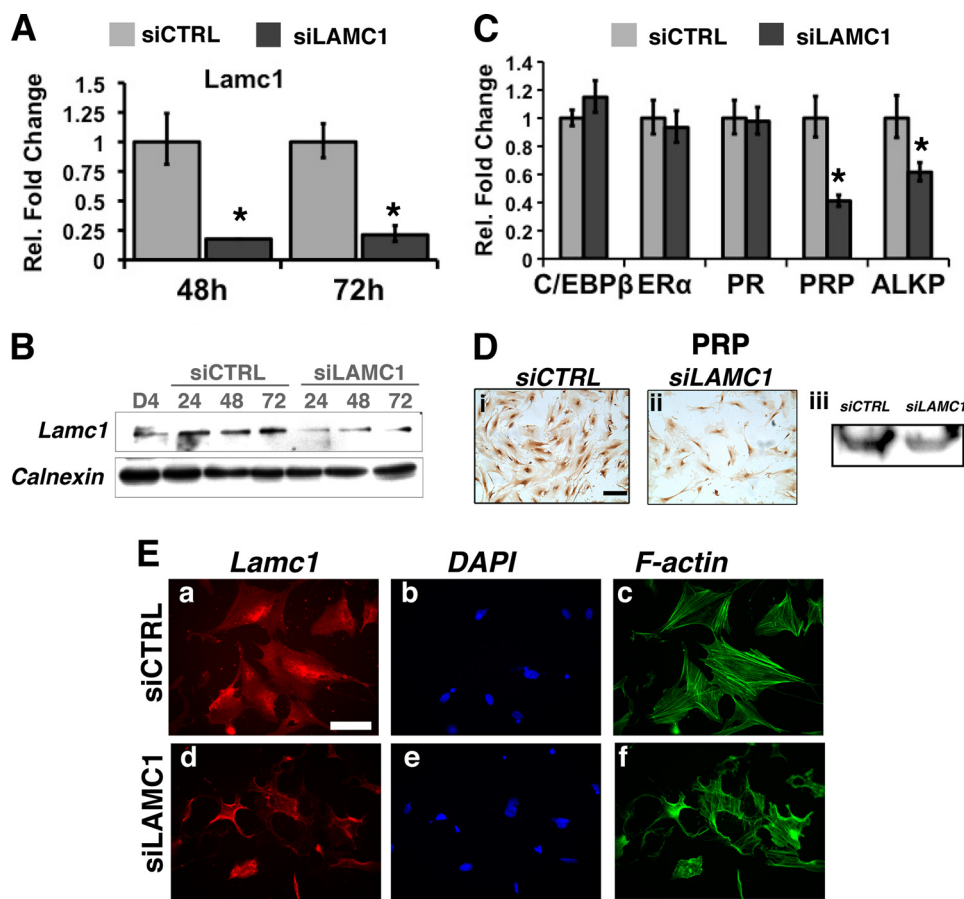 A
siCTRL siLAMC1
Lamc1
Rel. Fold Change
1.5
1.25
1
0.75
0.5
0.25
0
* *
48h 72h
C
siCTRL siLAMC1
Rel. Fold Change
1.4
1.2
1
0.8
0.6
0.4
0.2
0
* *
C/EBPβ ERα PR PRP ALKP
B
siCTRL siLAMC1
D4 24 48 72 24 48 72
Lamc1
Calnexin
D
PRP
siCTRL siLAMC1
i ii iii
siCTRL siLAMC1
E
Lamc1 DAPI F-actin
siCTRL
a b c
siLAMC1
d e f